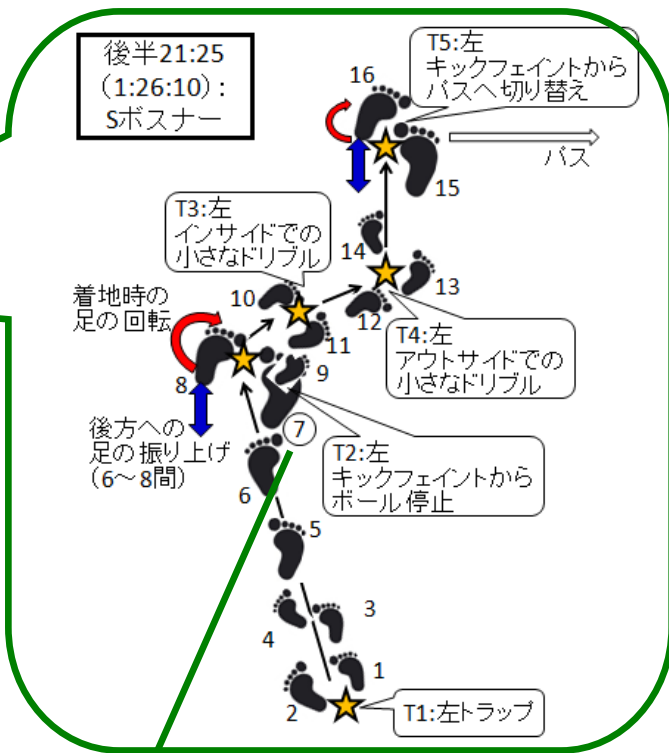 後半21:25
（1:26:10）：
Sボスナー
T5:左
キックフェイントから
パスへ切り替え
16
パス
15
T3:左
インサイドでの
小さなドリブル
14
13
着地時の
足の回転
10
12
11
T4:左
アウトサイドでの
小さなドリブル
8
9
後方への
足の振り上げ
（6～8間）
7
T2:左
キックフェイントから
ボール停止
6
5
3
4
1
2
T1:左トラップ